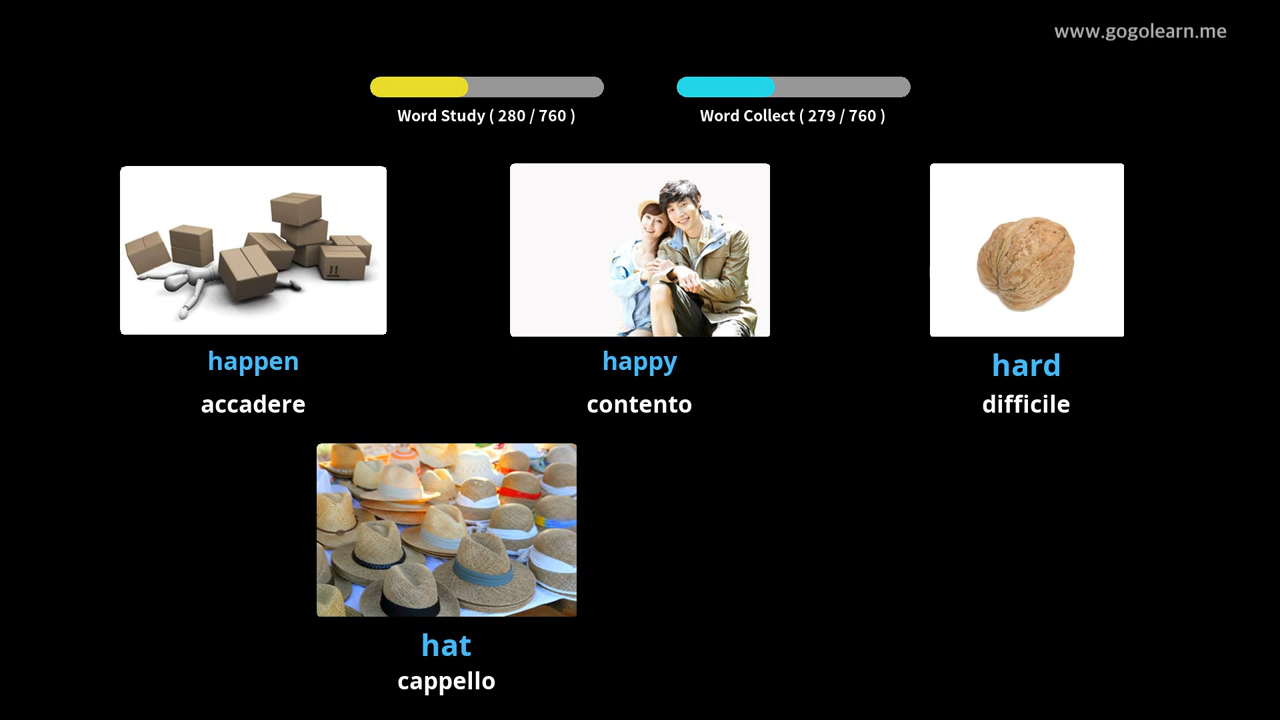 www.gogolearn.me
Word Study ( 280 / 760 )
Word Collect ( 279 / 760 )
happen
accadere
happy
contento
hard
difficile
hat
cappello